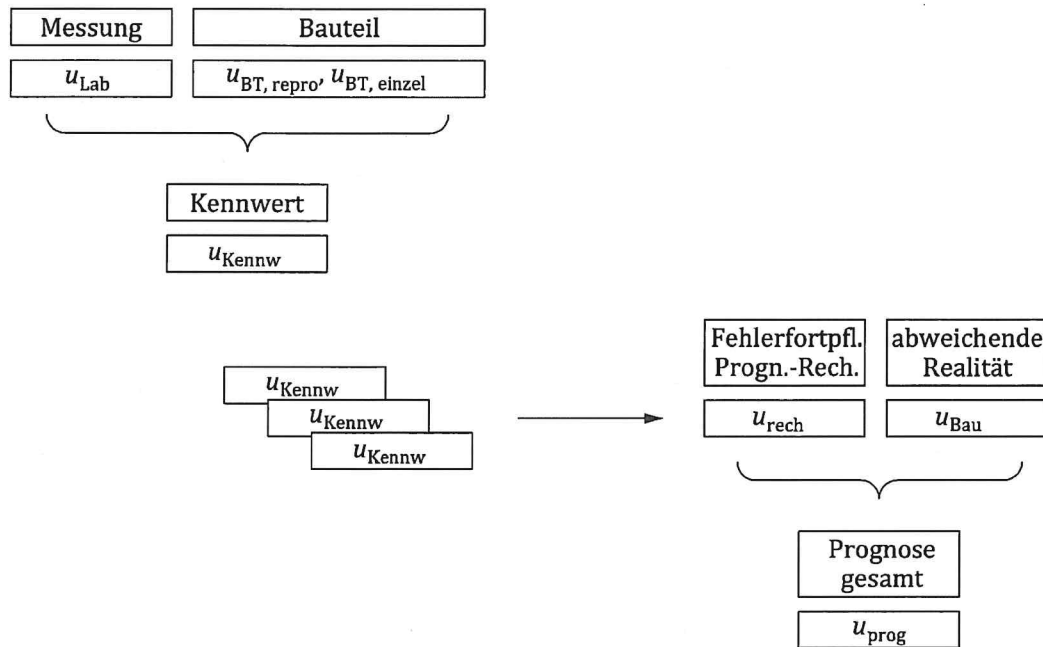 Messung Bauteil
u_Lab u_BT, repro, u_BT, einzel
Kennwert
u_Kennw
Fehlerfortpfl. abweichende
Progn.-Rech. Realität
u_Kennw
u_Kennw
u_Kennw
u_rech u_Bau
Prognose
gesamt
u_prog